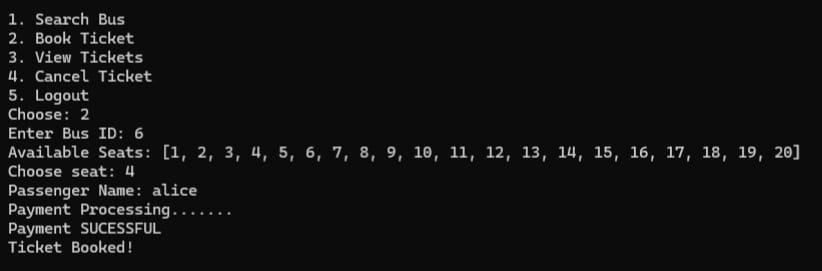 1. Search Bus
2. Book Ticket
3. View Tickets
4. Cancel Ticket
5. Logout
Choose: 2
Enter Bus ID: 6
Available Seats: [1, 2, 3, 4, 5, 6, 7, 8, 9, 10, 11, 12, 13, 14, 15, 16, 17, 18, 19, 20]
Choose seat: 4
Passenger Name: alice
Payment Processing.......
Payment SUCESSFUL
Ticket Booked!